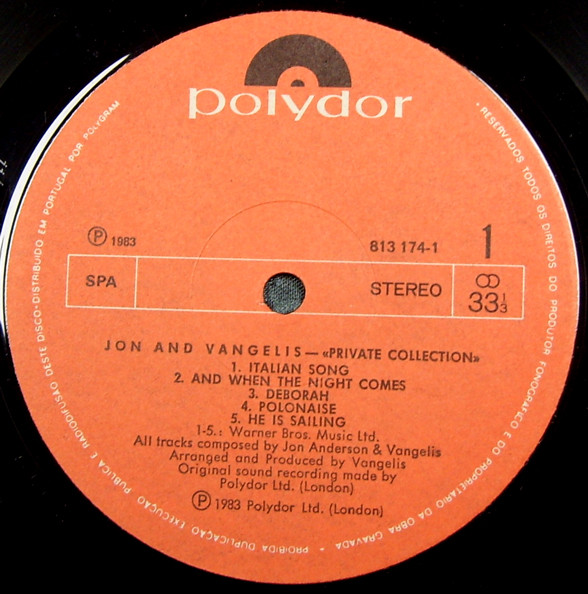 polydor
Ⓟ 1983
813 174-1
1
SPA
STEREO
33⅓
JON AND VANGELIS — «PRIVATE COLLECTION»
1. ITALIAN SONG
2. AND WHEN THE NIGHT COMES
3. DEBORAH
4. POLONAISE
5. HE IS SAILING
1-5.: Warner Bros. Music Ltd.
All tracks composed by Jon Anderson & Vangelis
Arranged and Produced by Vangelis
Original sound recording made by
Polydor Ltd. (London)
Ⓟ 1983 Polydor Ltd. (London)
• RESERVADOS TODOS OS DIREITOS DO PRODUTOR FONOGRÁFICO E DO PROPRIETÁRIO DA OBRA GRAVADA • PROIBIDA DUPLICAÇÃO EXECUÇÃO PÚBLICA E RADIODIFUSÃO DESTE DISCO-DISTRIBUIDO EM PORTUGAL POR POLYGRAM